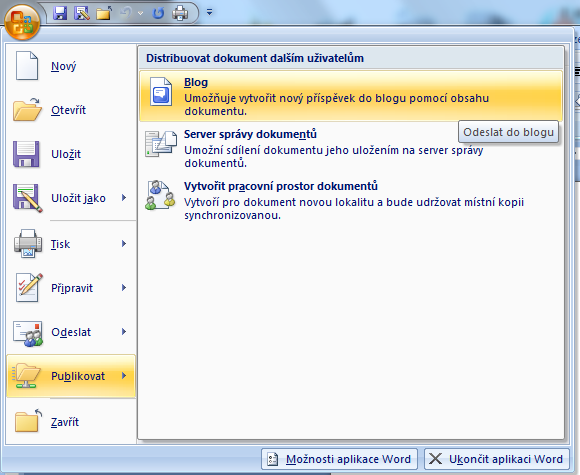 Nový
Otevřít
Uložit
Uložit jako
Tisk
Připravit
Odeslat
Publikovat
Zavřít
Distribuovat dokument dalším uživatelům
Blog
Umožňuje vytvořit nový příspěvek do blogu pomocí obsahu
dokumentu.
Odeslat do blogu
Server správy dokumentů
Umožní sdílení dokumentu jeho uložením na server správy
dokumentů.
Vytvořit pracovní prostor dokumentů
Vytvoří pro dokument novou lokalitu a bude udržovat místní kopii
synchronizovanou.
Možnosti aplikace Word
Ukončit aplikaci Word